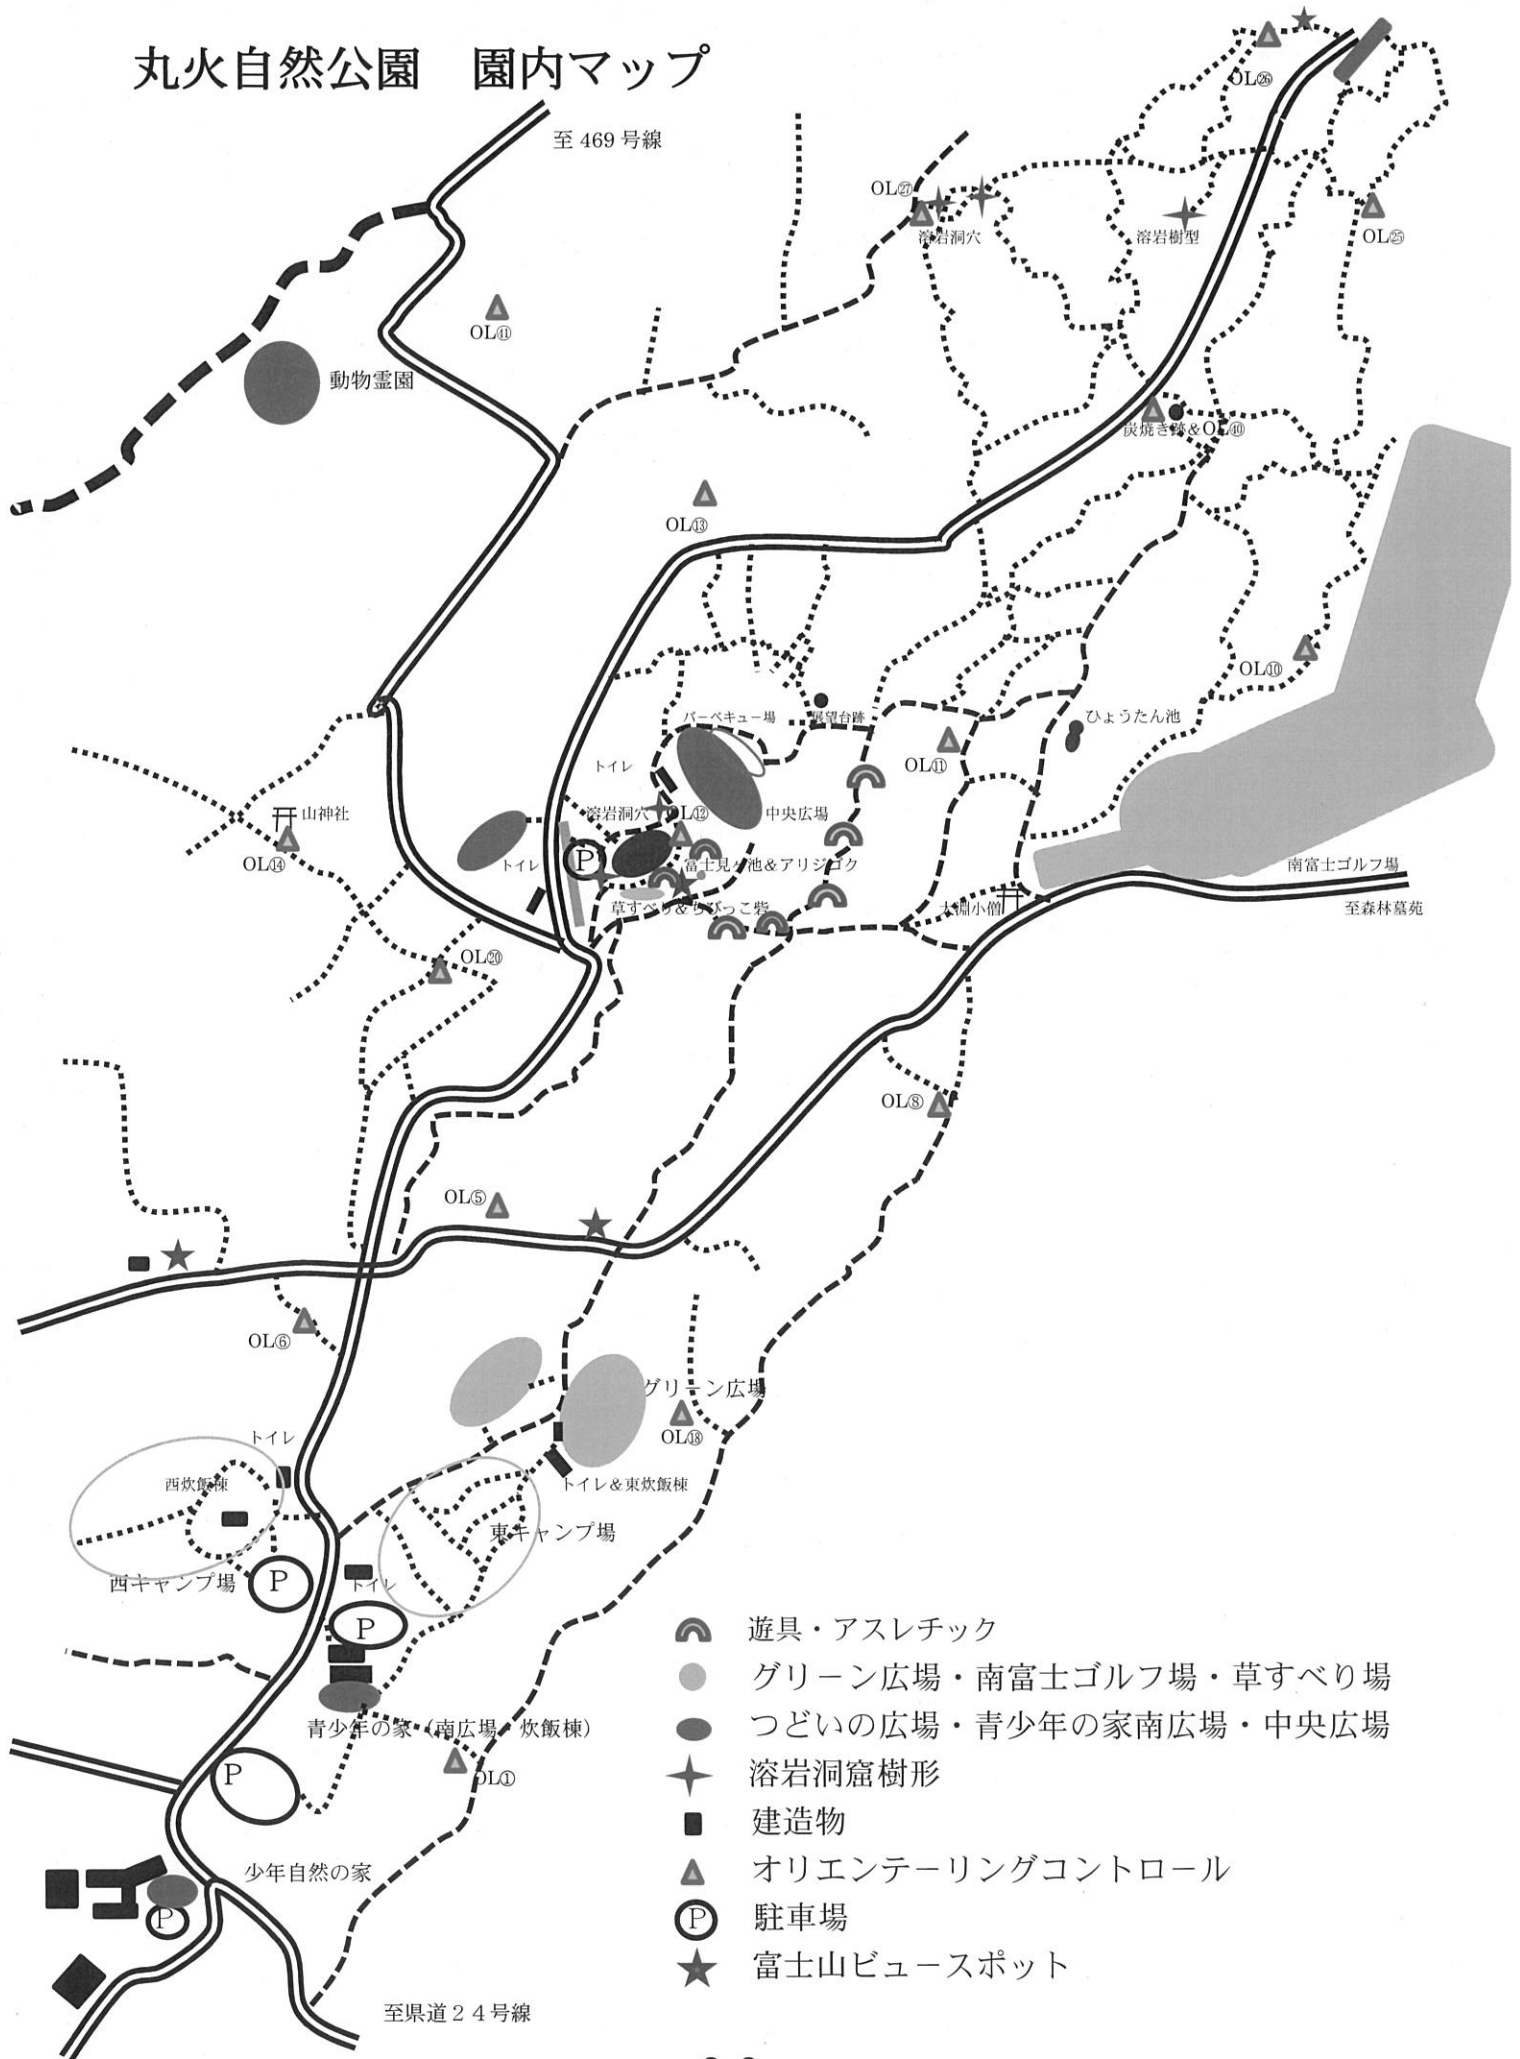 丸火自然公園　園内マップ
至 469 号線
OL㉖
OL㉗
溶岩洞穴
溶岩樹型
OL㉕
OL㊶
動物霊園
炭焼き跡＆OL㊵
OL⑬
OL⑩
バーベキュー場
展望台跡
ひょうたん池
OL⑪
トイレ
溶岩洞穴
OL⑫
中央広場
山神社
OL⑭
トイレ
P
富士見ヶ池＆アリジゴク
南富士ゴルフ場
草すべり＆ちびっこ砦
大淵小僧
至森林墓苑
OL⑳
OL⑧
OL⑤
OL⑥
グリーン広場
OL⑱
トイレ
西炊飯棟
トイレ＆東炊飯棟
東キャンプ場
西キャンプ場
P
トイレ
P
青少年の家（南広場・炊飯棟）
P
OL①
少年自然の家
P
至県道２４号線
遊具・アスレチック
グリーン広場・南富士ゴルフ場・草すべり場
つどいの広場・青少年の家南広場・中央広場
溶岩洞窟樹形
建造物
オリエンテーリングコントロール
P 駐車場
富士山ビュースポット